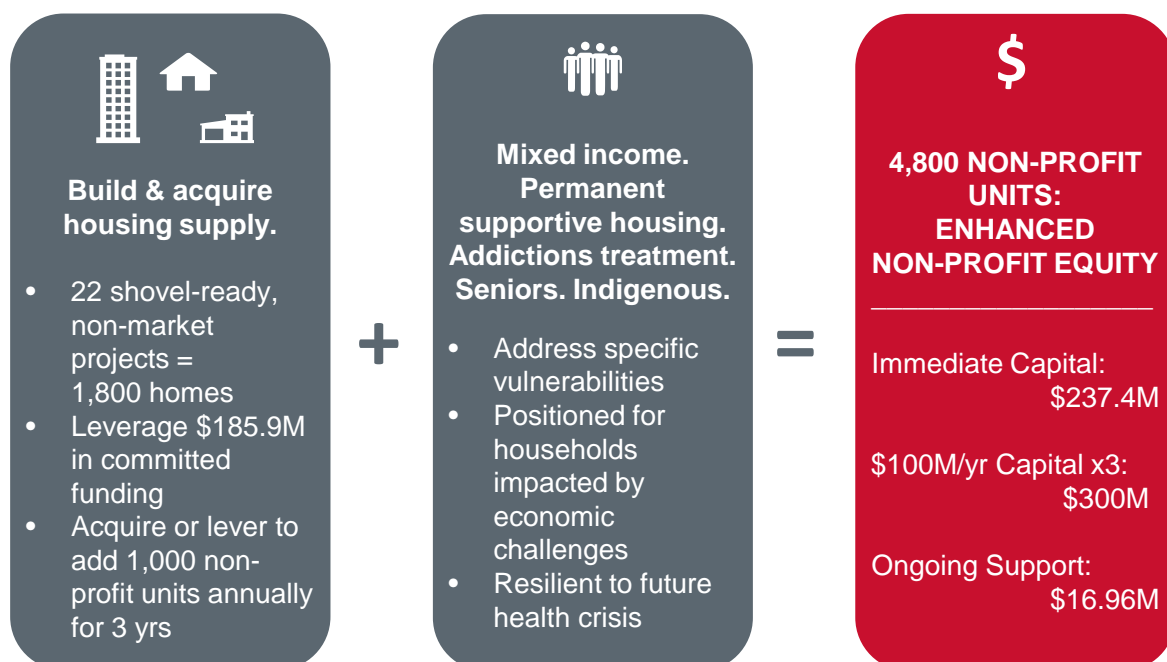 Build & acquire
housing supply.
• 22 shovel-ready,
non-market
projects =
1,800 homes
• Leverage $185.9M
in committed
funding
• Acquire or lever to
add 1,000 non-
profit units annually
for 3 yrs
+
Mixed income.
Permanent
supportive housing.
Addictions treatment.
Seniors. Indigenous.
• Address specific
vulnerabilities
• Positioned for
households
impacted by
economic
challenges
• Resilient to future
health crisis
=
$
4,800 NON-PROFIT
UNITS:
ENHANCED
NON-PROFIT EQUITY
Immediate Capital:
$237.4M
$100M/yr Capital x3:
$300M
Ongoing Support:
$16.96M